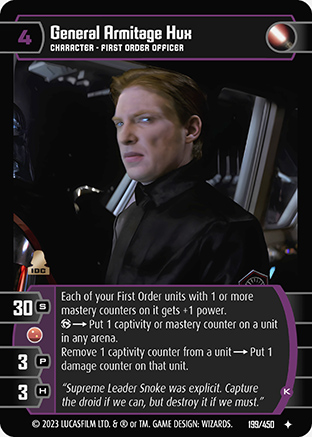 4
General Armitage Hux
CHARACTER - FIRST ORDER OFFICER
IDC
30 S
3 P
3 H
Each of your First Order units with 1 or more
mastery counters on it gets +1 power.
→ Put 1 captivity or mastery counter on a unit
in any arena.
Remove 1 captivity counter from a unit → Put 1
damage counter on that unit.
“Supreme Leader Snoke was explicit. Capture
the droid if we can, but destroy it if we must.”
K
© 2023 LUCASFILM LTD. & ® or TM. GAME DESIGN: WIZARDS.
199/450